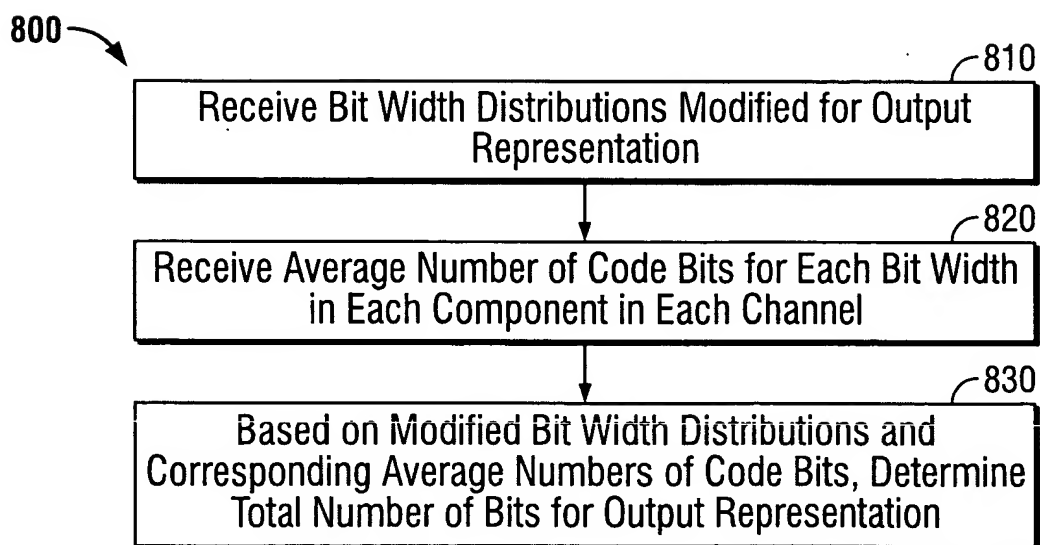 800
810
Receive Bit Width Distributions Modified for Output
Representation
820
Receive Average Number of Code Bits for Each Bit Width
in Each Component in Each Channel
830
Based on Modified Bit Width Distributions and
Corresponding Average Numbers of Code Bits, Determine
Total Number of Bits for Output Representation